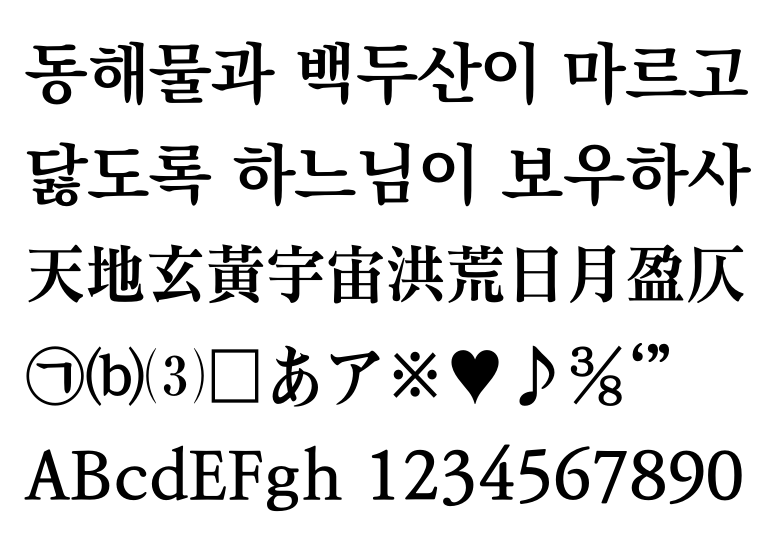 동해물과 백두산이 마르고
닳도록 하느님이 보우하사
天地玄黃宇宙洪荒日月盈仄
㉠⒝⑶□あア※♥♪⅜‘”
ABcdEFgh 1234567890